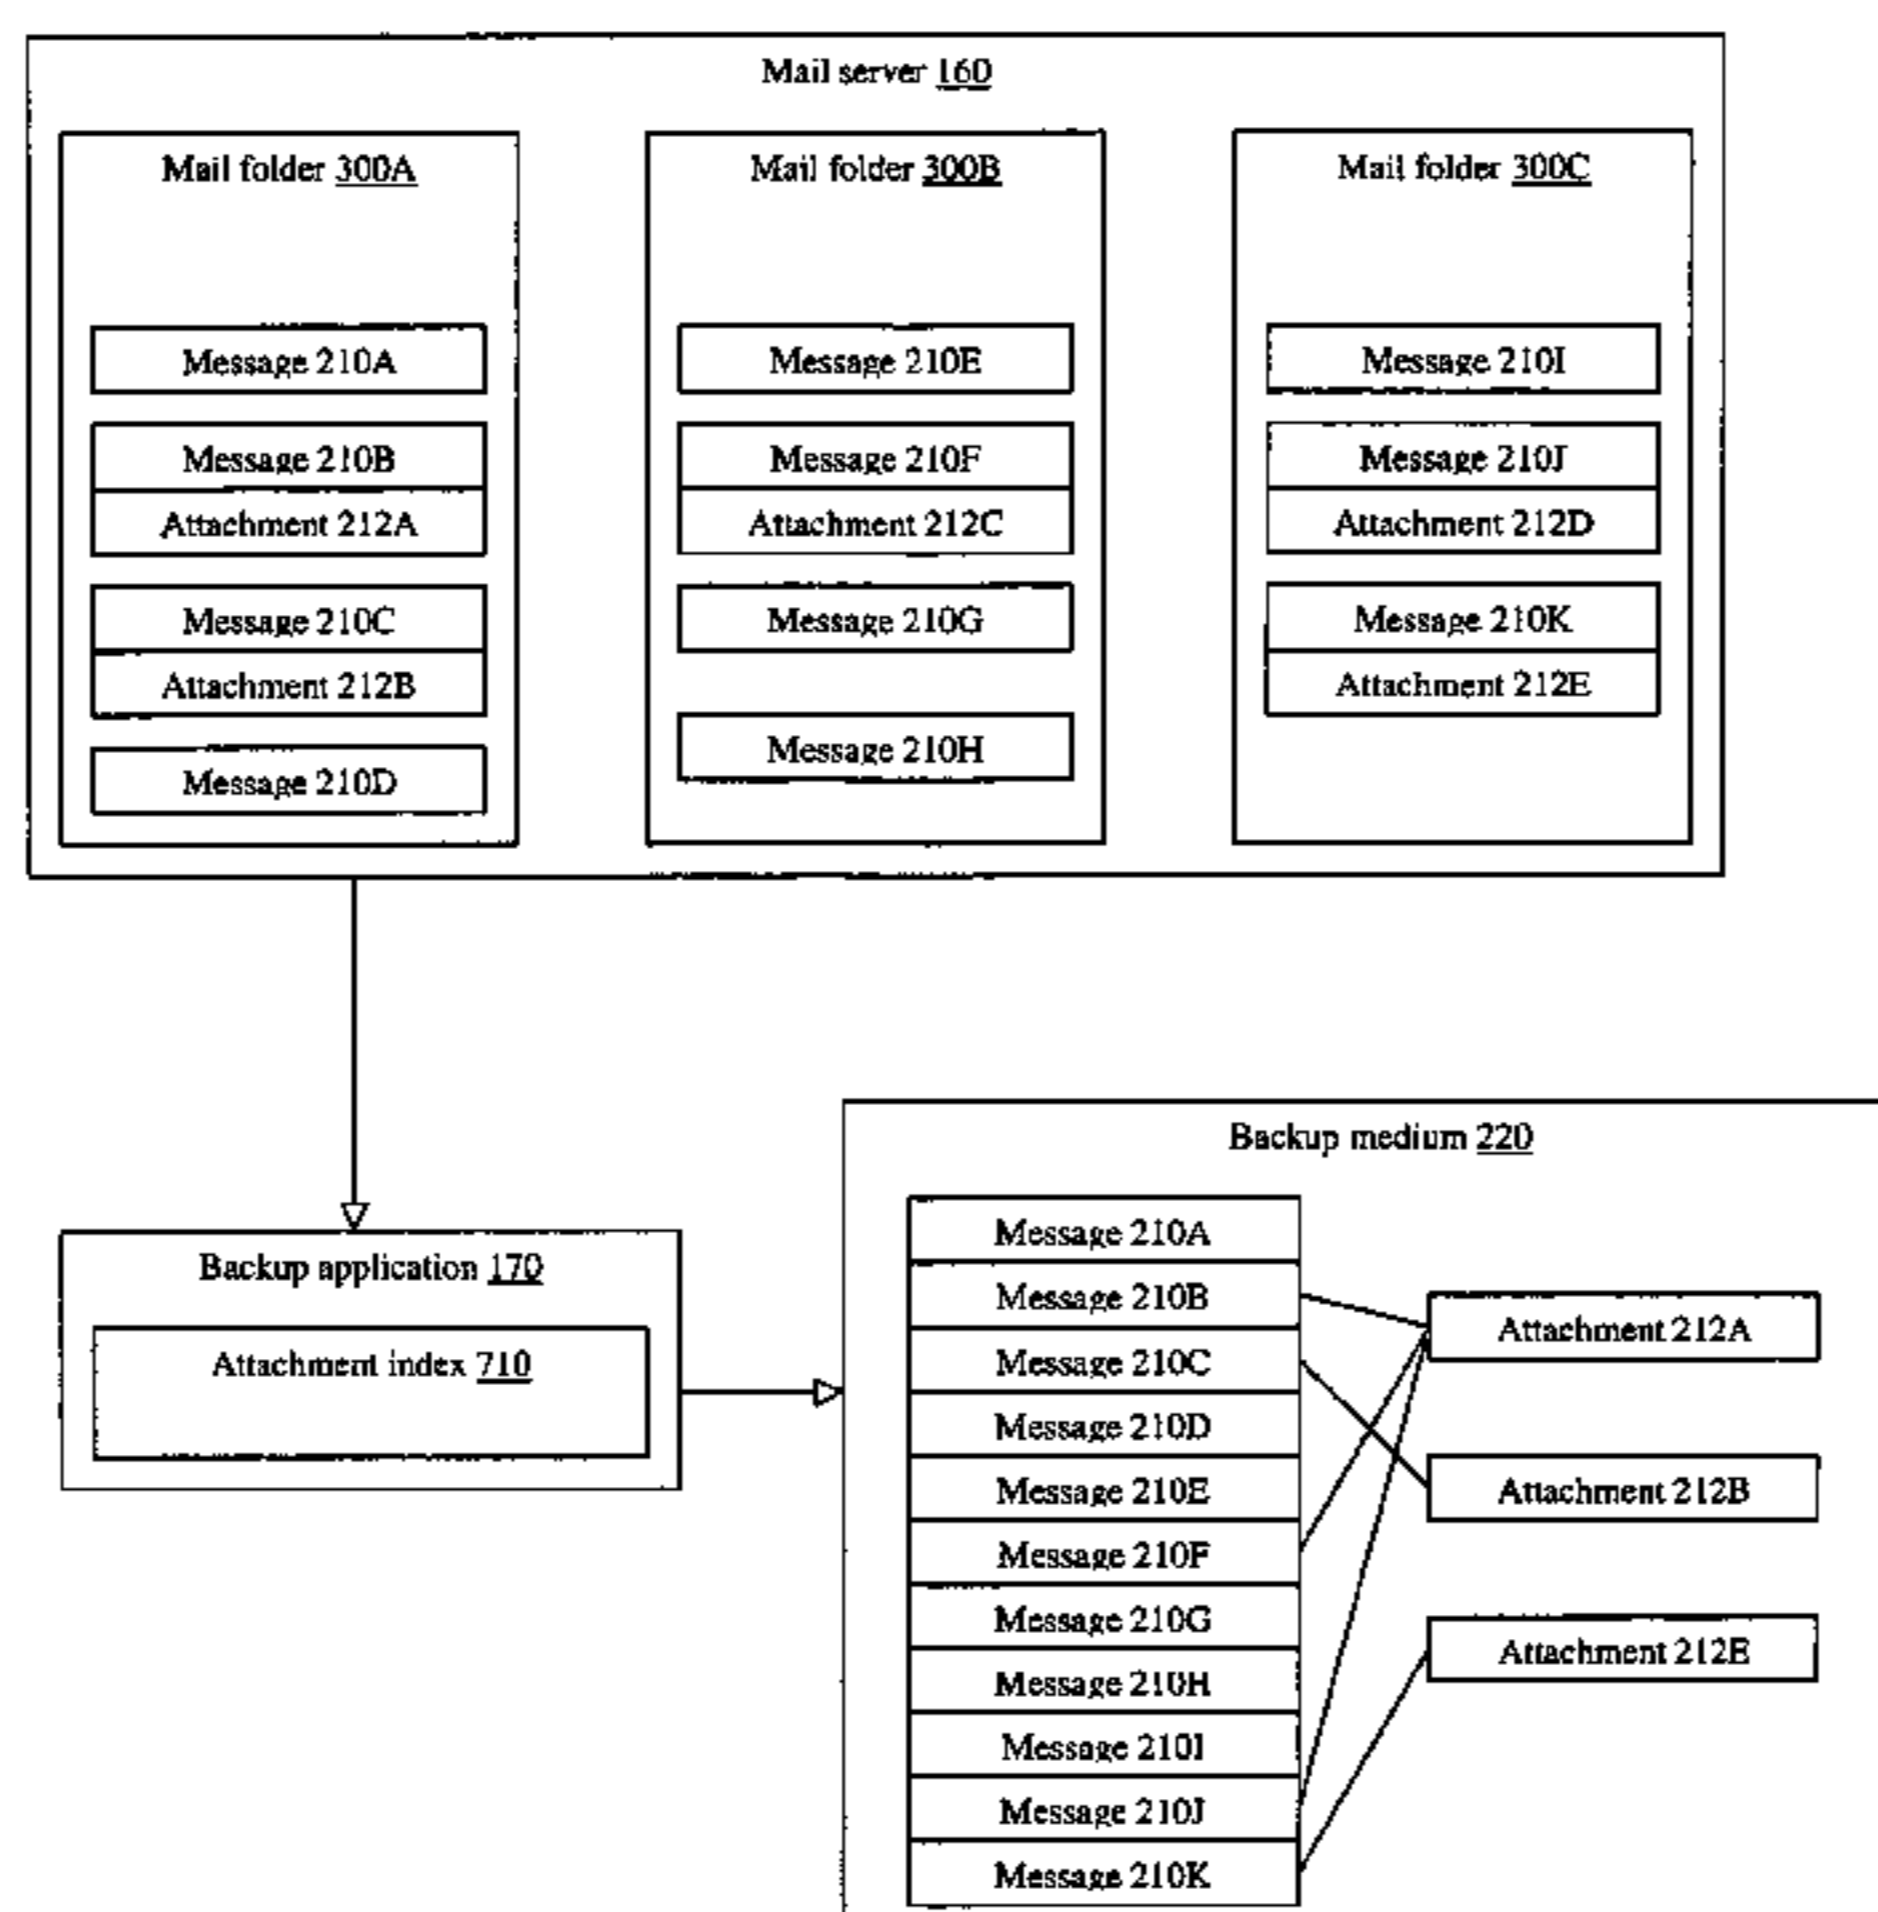 Mail server 160
Mail folder 300A
Message 210A
Message 210B
Attachment 212A
Message 210C
Attachment 212B
Message 210D
Mail folder 300B
Message 210E
Message 210F
Attachment 212C
Message 210G
Message 210H
Mail folder 300C
Message 210I
Message 210J
Attachment 212D
Message 210K
Attachment 212E
Backup application 170
Attachment index 710
Backup medium 220
Message 210A
Message 210B
Message 210C
Message 210D
Message 210E
Message 210F
Message 210G
Message 210H
Message 210I
Message 210J
Message 210K
Attachment 212A
Attachment 212B
Attachment 212E